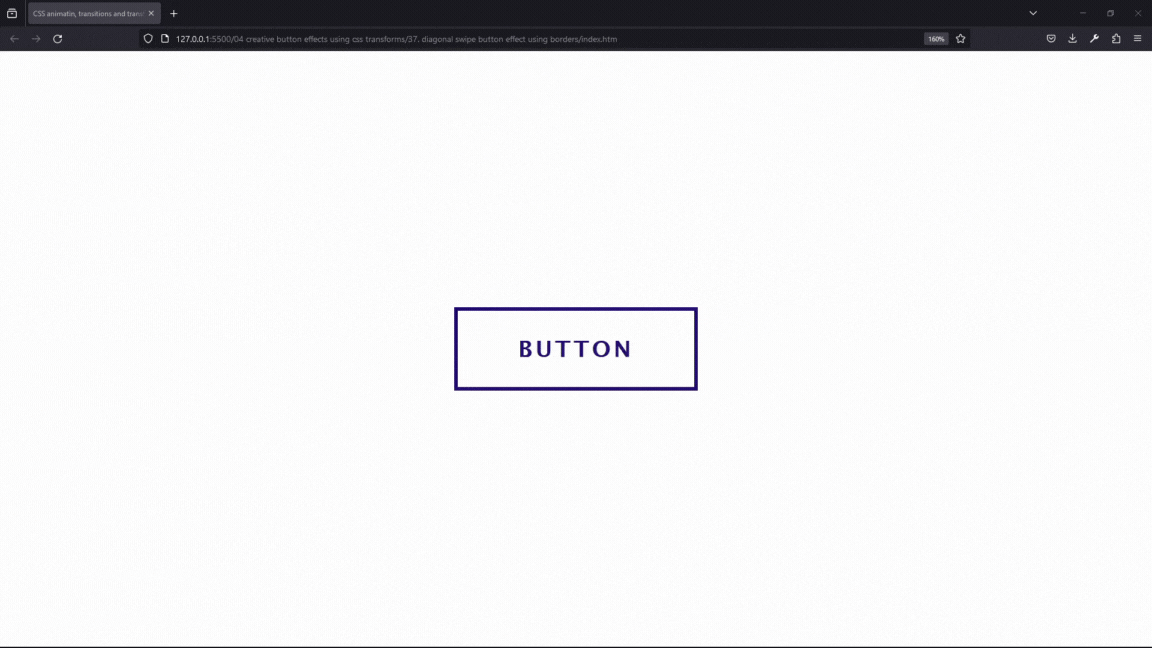 CSS animatin, transitions and trans
127.0.0.1:5500/04 creative button effects using css transforms/37. diagonal swipe button effect using borders/index.htm
160%
BUTTON